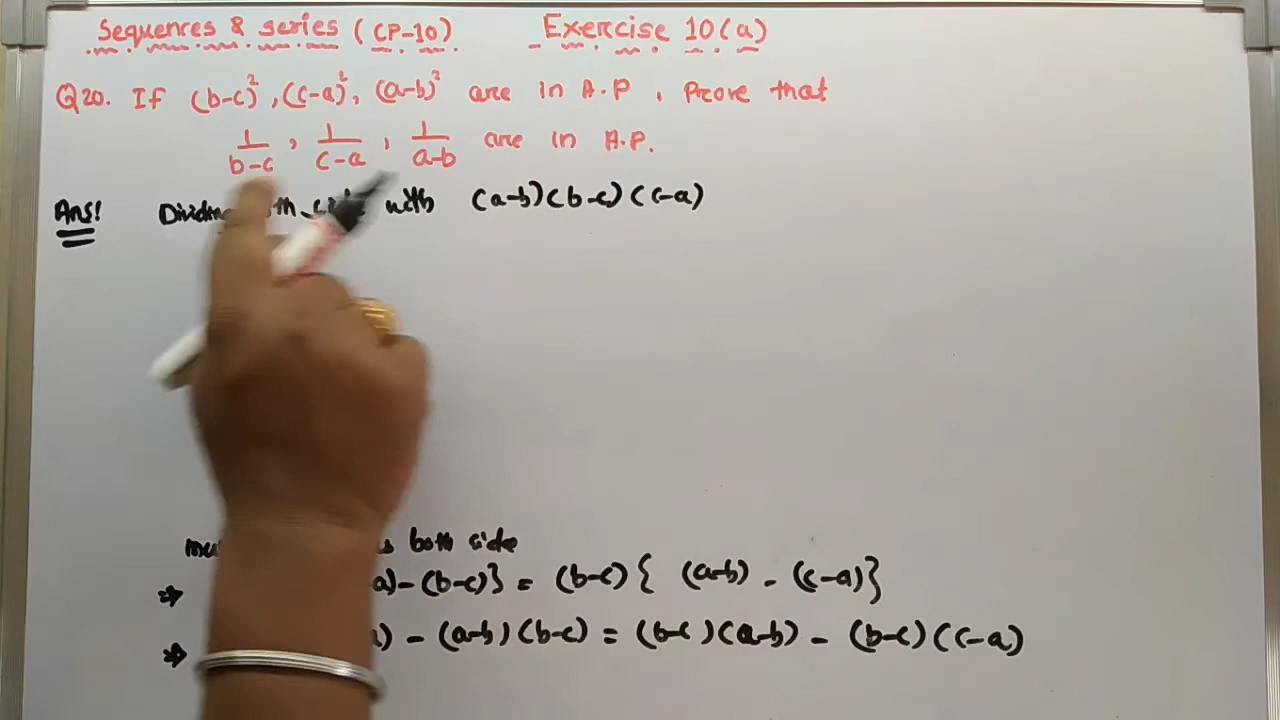 Sequences & series (CP-10) Exercise 10(a)
Q20. If (b-c)², (c-a)², (a-b)² are in A.P, Prove that
1/(b-c), 1/(c-a), 1/(a-b) are in A.P.
Ans! with (a-b)(b-c)(c-a)
both side
⇒ a)-(b-c)} = (b-c){ (a-b) - (c-a)}
⇒ ) - (a-b)(b-c) = (b-c)(a-b) - (b-c)(c-a)